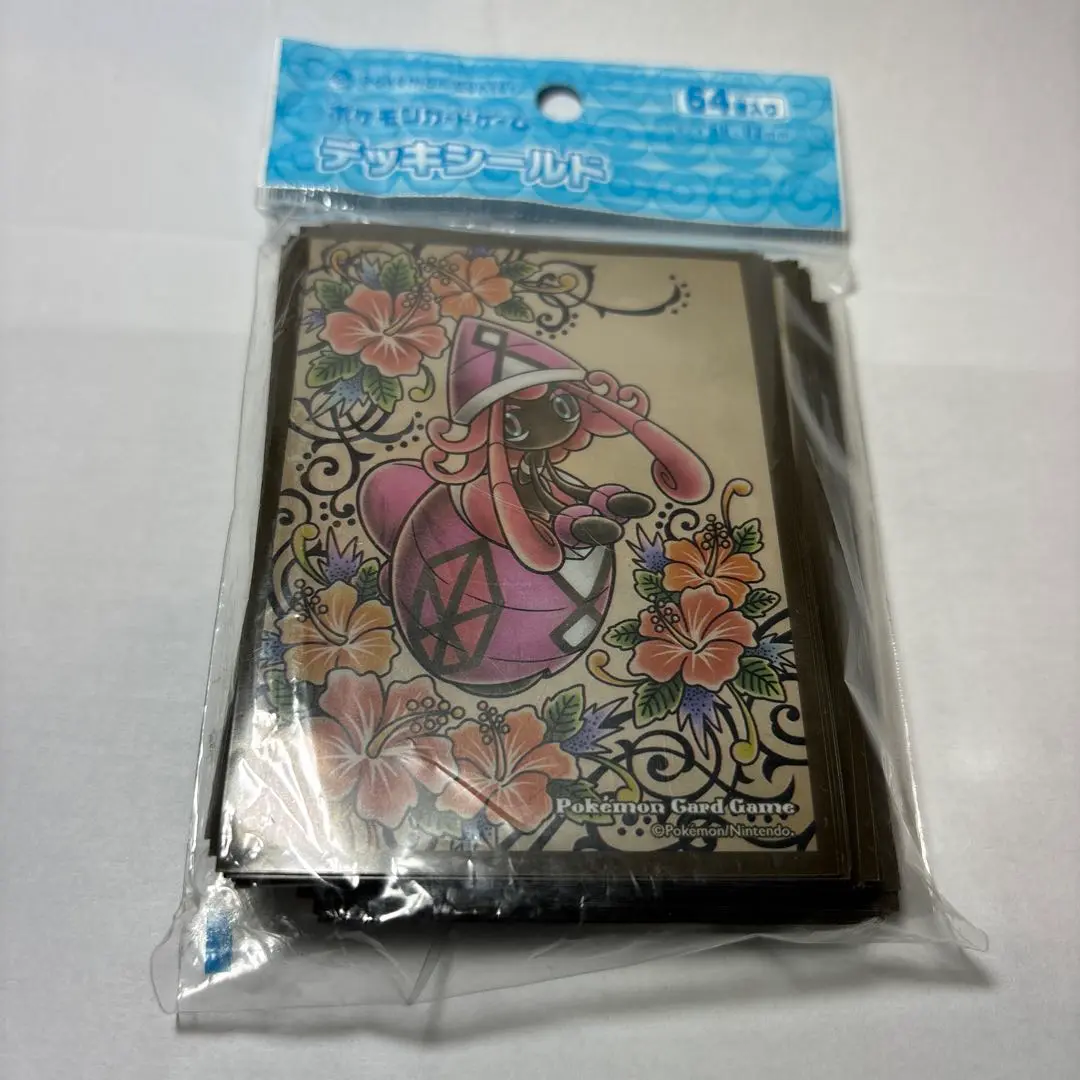 ポケモンカードゲーム
64枚入り
デッキシールド
Pokémon Card Game
©Pokémon/Nintendo.